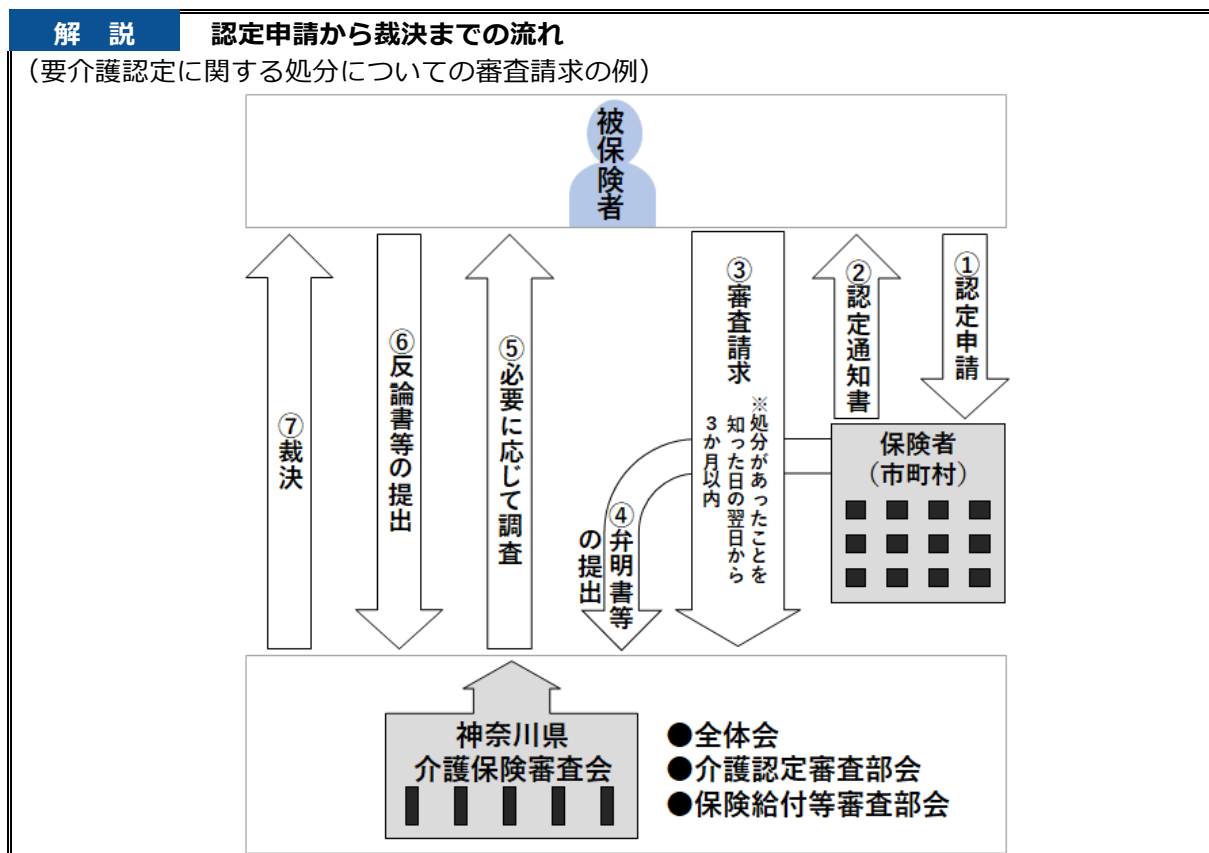 解 説
認定申請から裁決までの流れ
(要介護認定に関する処分についての審査請求の例)
被保険者
①認定申請
②認定通知書
③審査請求
※処分があったことを
知った日の翌日から
3か月以内
保険者
(市町村)
④弁明書等
の提出
⑤必要に応じて調査
⑥反論書等の提出
⑦裁決
神奈川県
介護保険審査会
●全体会
●介護認定審査部会
●保険給付等審査部会